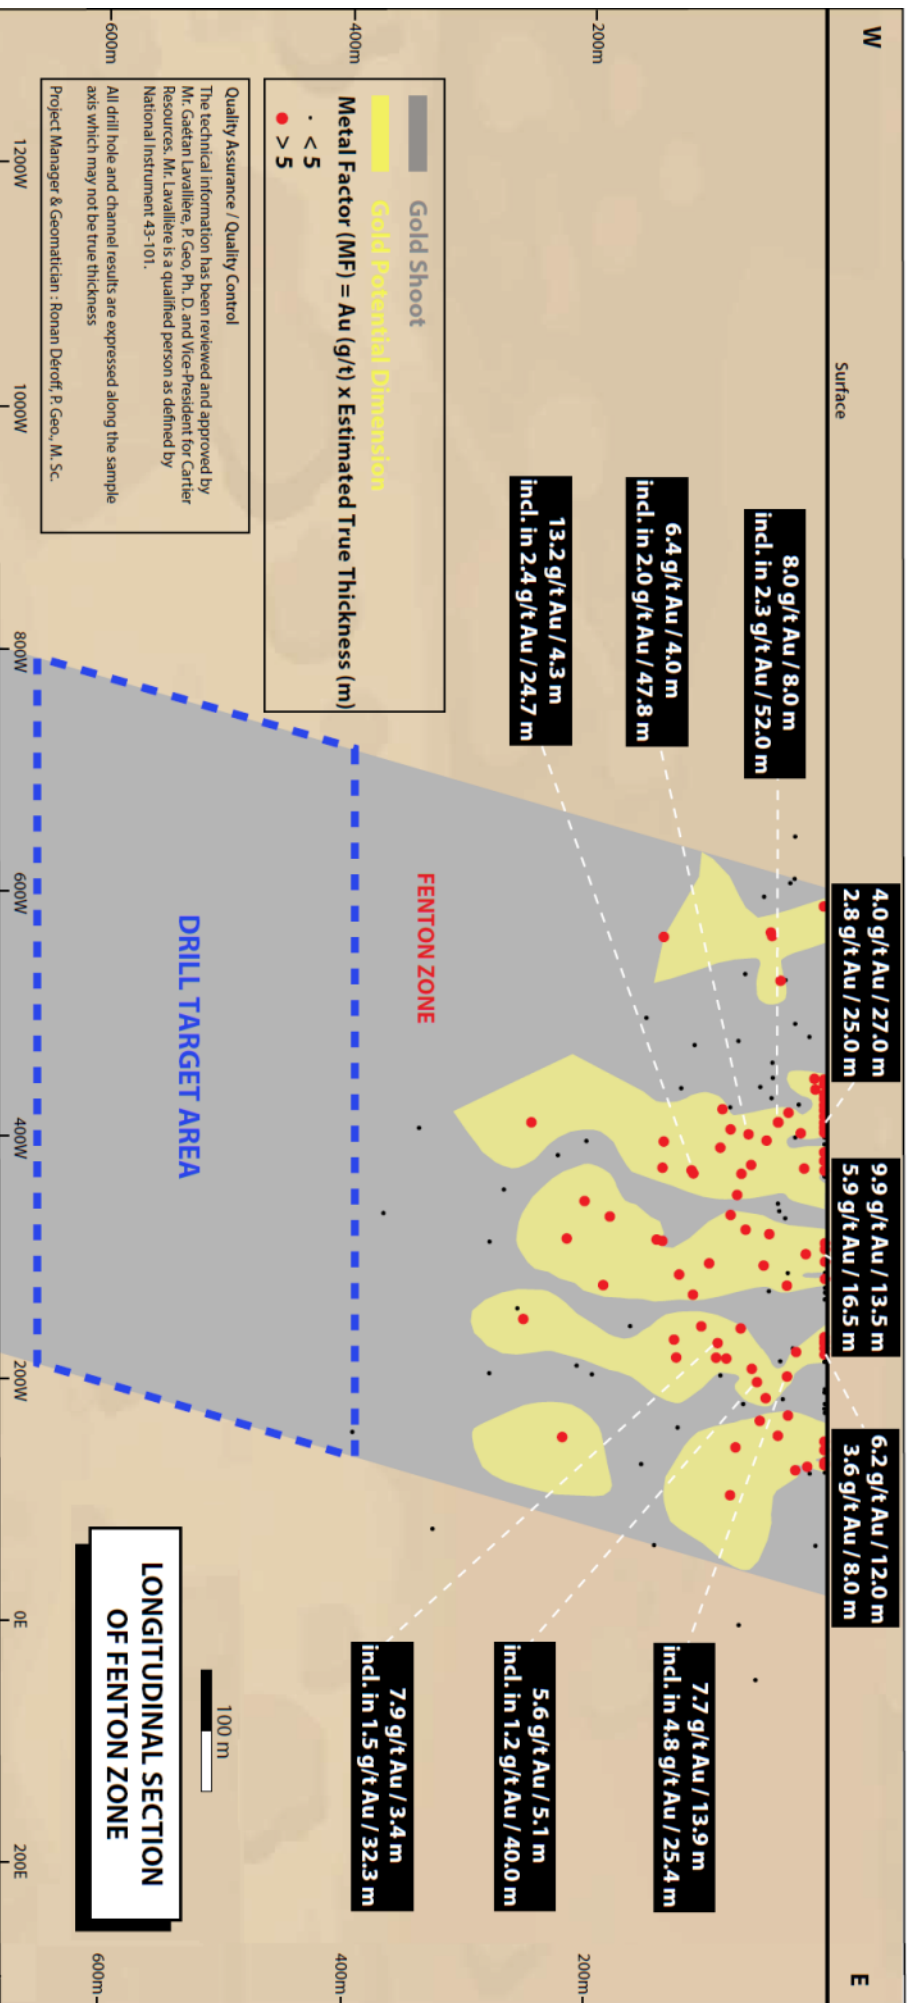 W
E
Surface
4.0 g/t Au / 27.0 m
2.8 g/t Au / 25.0 m
9.9 g/t Au / 13.5 m
5.9 g/t Au / 16.5 m
6.2 g/t Au / 12.0 m
3.6 g/t Au / 8.0 m
8.0 g/t Au / 8.0 m
incl. in 2.3 g/t Au / 52.0 m
6.4 g/t Au / 4.0 m
incl. in 2.0 g/t Au / 47.8 m
13.2 g/t Au / 4.3 m
incl. in 2.4 g/t Au / 24.7 m
7.7 g/t Au / 13.9 m
incl. in 4.8 g/t Au / 25.4 m
5.6 g/t Au / 5.1 m
incl. in 1.2 g/t Au / 40.0 m
7.9 g/t Au / 3.4 m
incl. in 1.5 g/t Au / 32.3 m
200m
200m
400m
400m
600m
600m
Gold Shoot
Gold Potential Dimension
Metal Factor (MF) = Au (g/t) x Estimated True Thickness (m)
< 5
> 5
FENTON ZONE
DRILL TARGET AREA
Quality Assurance / Quality Control
The technical information has been reviewed and approved by
Mr. Gaétan Lavallière, P. Geo, Ph. D. and Vice-President for Cartier
Resources. Mr. Lavallière is a qualified person as defined by
National Instrument 43-101.
All drill hole and channel results are expressed along the sample
axis which may not be true thickness
Project Manager & Geomatician : Ronan Déroff, P. Geo., M. Sc.
100 m
LONGITUDINAL SECTION
OF FENTON ZONE
1200W
1000W
800W
600W
400W
200W
0E
200E